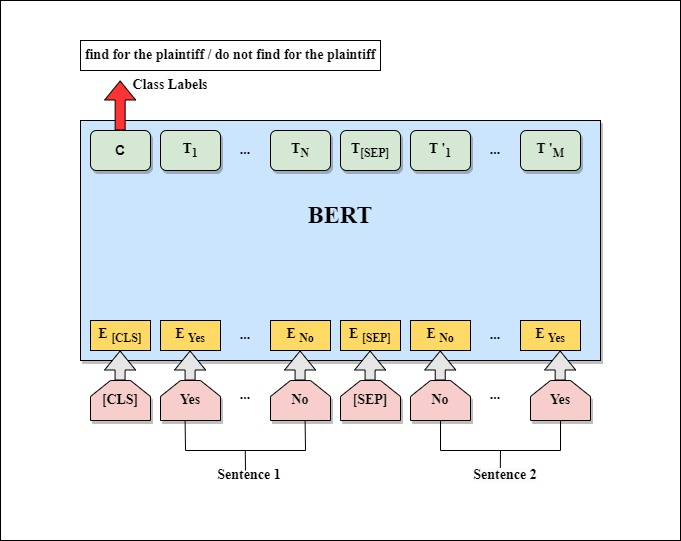 find for the plaintiff / do not find for the plaintiff
Class Labels
C T1 ... TN T[SEP] T '1 ... T 'M
BERT
E [CLS] E Yes ... E No E [SEP] E No ... E Yes
[CLS] Yes ... No [SEP] No ... Yes
Sentence 1 Sentence 2